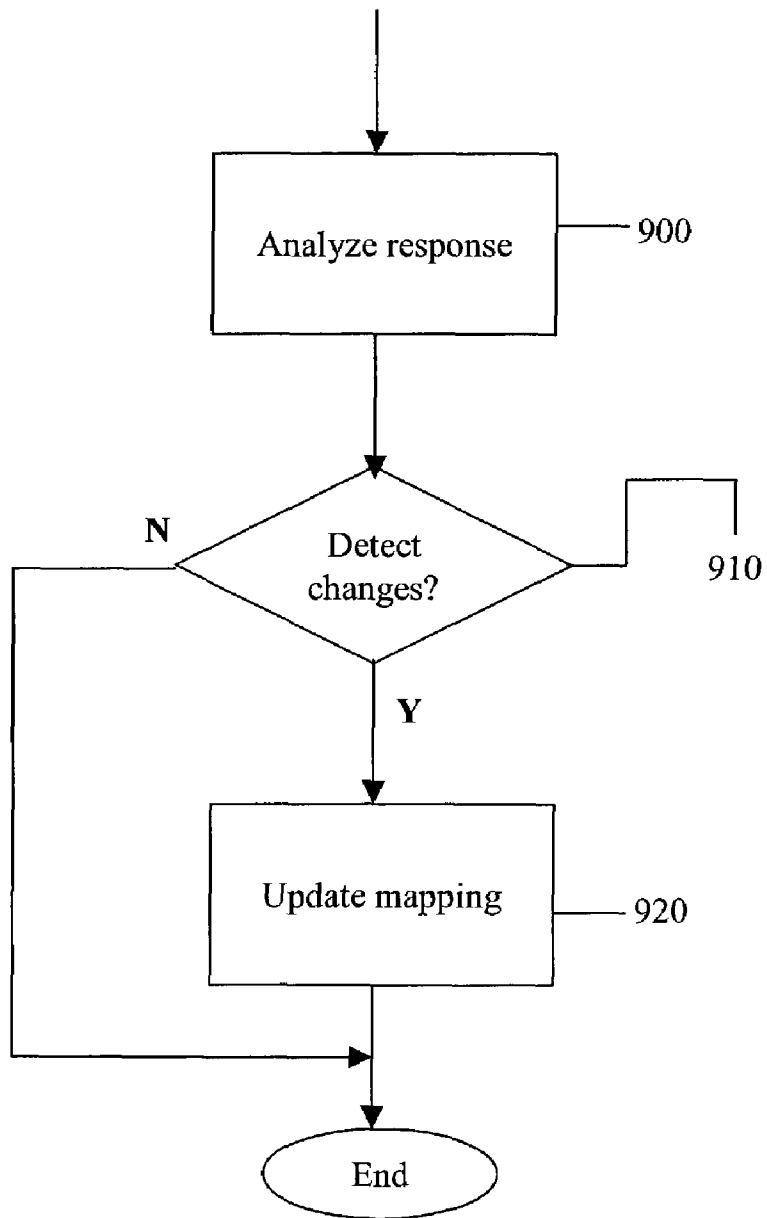 Analyze response
900
N
Detect
changes?
910
Y
Update mapping
920
End